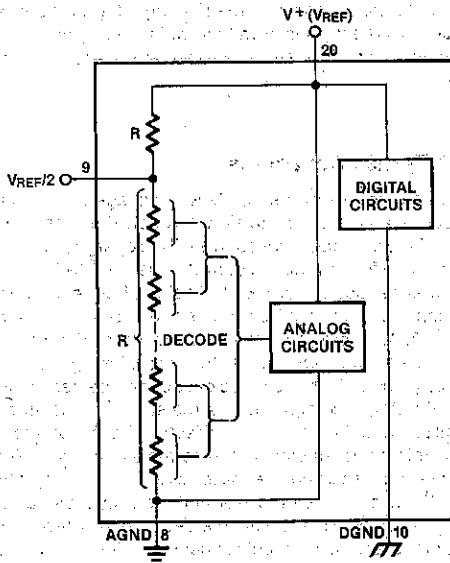 V+ (VREF)
20
R
9
VREF/2
DIGITAL
CIRCUITS
R
DECODE
ANALOG
CIRCUITS
AGND 8
DGND 10